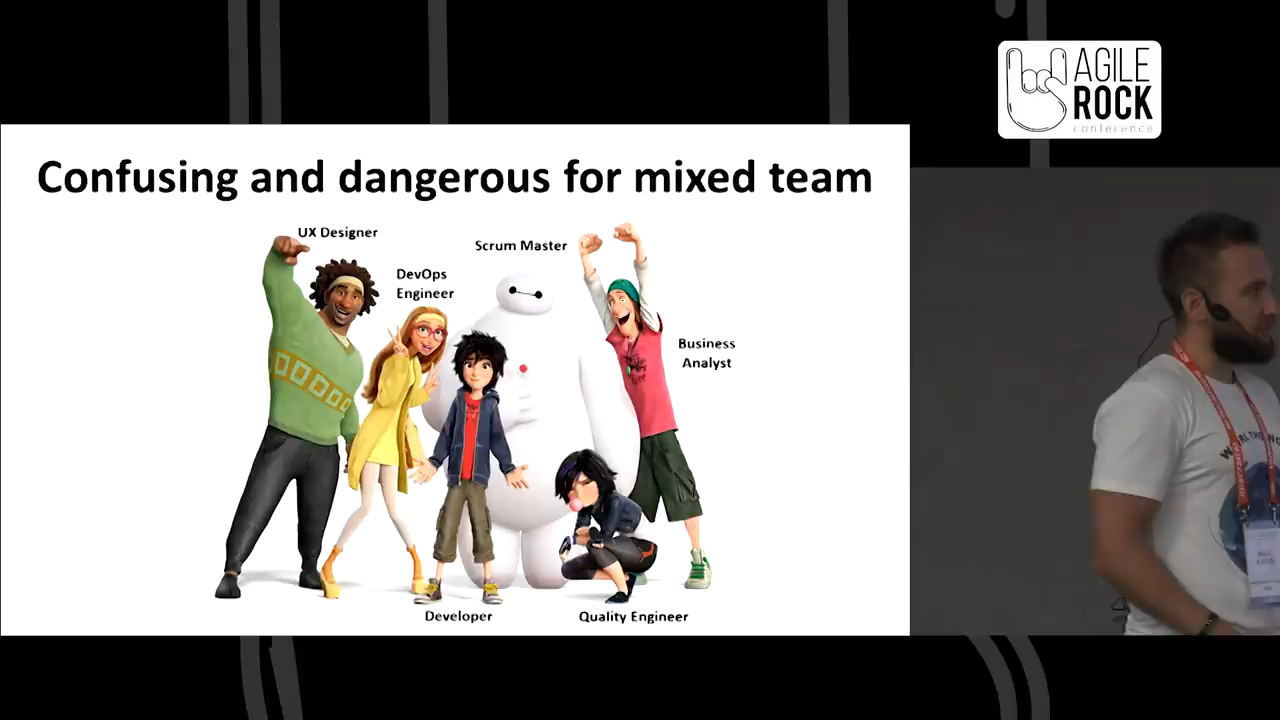 AGILE
ROCK
conference
Confusing and dangerous for mixed team
UX Designer
Scrum Master
DevOps
Engineer
Business
Analyst
Developer
Quality Engineer